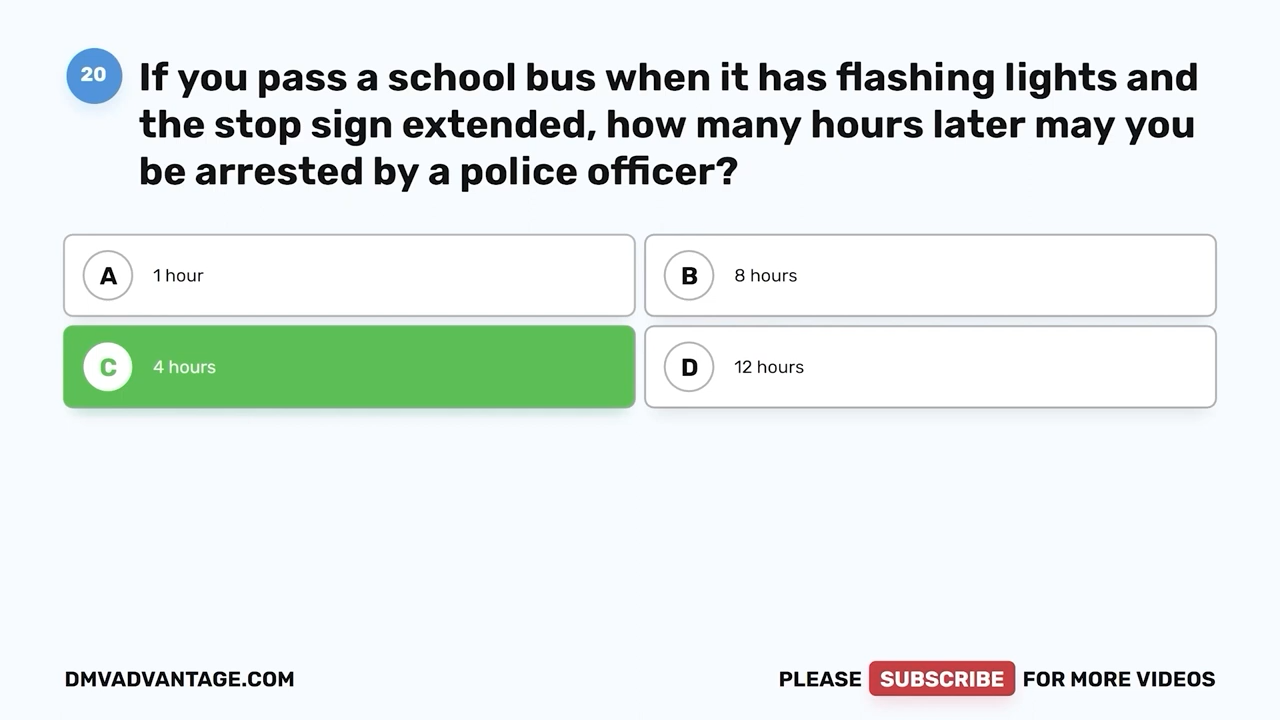 20
If you pass a school bus when it has flashing lights and
the stop sign extended, how many hours later may you
be arrested by a police officer?
A 1 hour
B 8 hours
C 4 hours
D 12 hours
DMVADVANTAGE.COM
PLEASE SUBSCRIBE FOR MORE VIDEOS